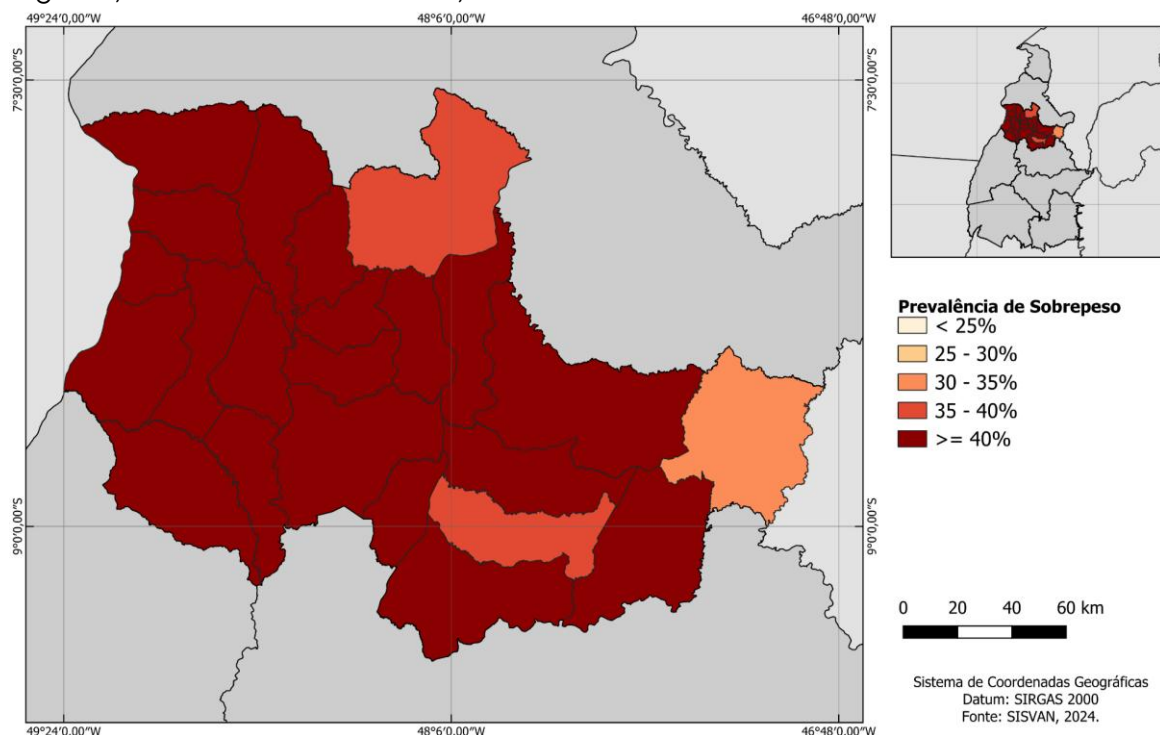 49°24'0,00"W 48°6'0,00"W 46°48'0,00"W
7°30'0,00"S 7°30'0,00"S
Prevalência de Sobrepeso
< 25%
25 - 30%
30 - 35%
35 - 40%
>= 40%
9°0'0,00"S 9°0'0,00"S
0 20 40 60 km
Sistema de Coordenadas Geográficas
Datum: SIRGAS 2000
Fonte: SISVAN, 2024.
49°24'0,00"W 48°6'0,00"W 46°48'0,00"W